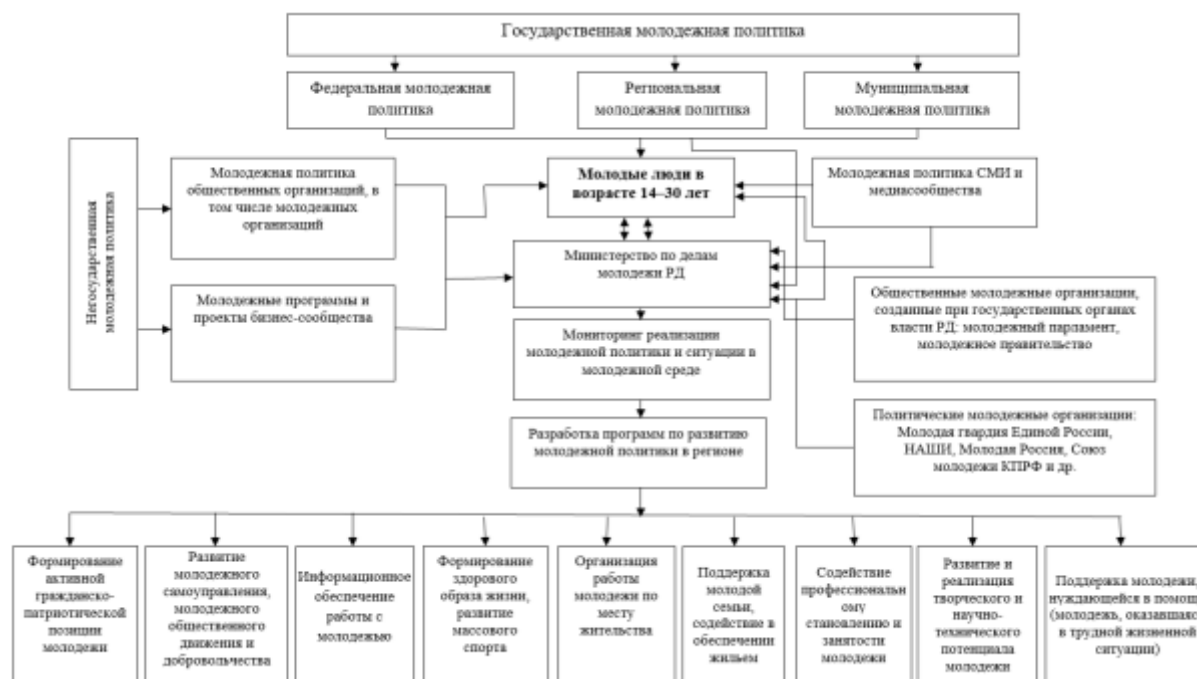 Государственная молодежная политика
Федеральная молодежная
политика
Региональная
молодежная политика
Муниципальная
молодежная политика
Негосударственная
молодежная политика
Молодежная политика
общественных организаций, в
том числе молодежных
организаций
Молодые люди в
возрасте 14–30 лет
Молодежная политика СМИ и
медиасообщества
Министерство по делам
молодежи РД
Молодежные программы и
проекты бизнес-сообщества
Общественные молодежные организации,
созданные при государственных органах
власти РД: молодежный парламент,
молодежное правительство
Мониторинг реализации
молодежной политики и ситуации в
молодежной среде
Политические молодежные организации:
Молодая гвардия Единой России,
НАШИ, Молодая Россия, Союз
молодежи КПРФ и др.
Разработка программ по развитию
молодежной политики в регионе
Формирование
активной
гражданско-
патриотической
позиции
молодежи
Развитие
молодежного
самоуправления,
молодежного
общественного
движения и
добровольчества
Информационное
обеспечение
работы с
молодежью
Формирование
здорового
образа жизни,
развитие
массового
спорта
Организация
работы
молодежи по
месту
жительства
Поддержка
молодой
семьи,
содействие в
обеспечении
жильем
Содействие
профессиональн
ому
становлению и
занятости
молодежи
Развитие и
реализация
творческого и
научно-
технического
потенциала
молодежи
Поддержка молодежи,
нуждающейся в помощ
(молодежь, оказавшаяс
в трудной жизненной
ситуации)